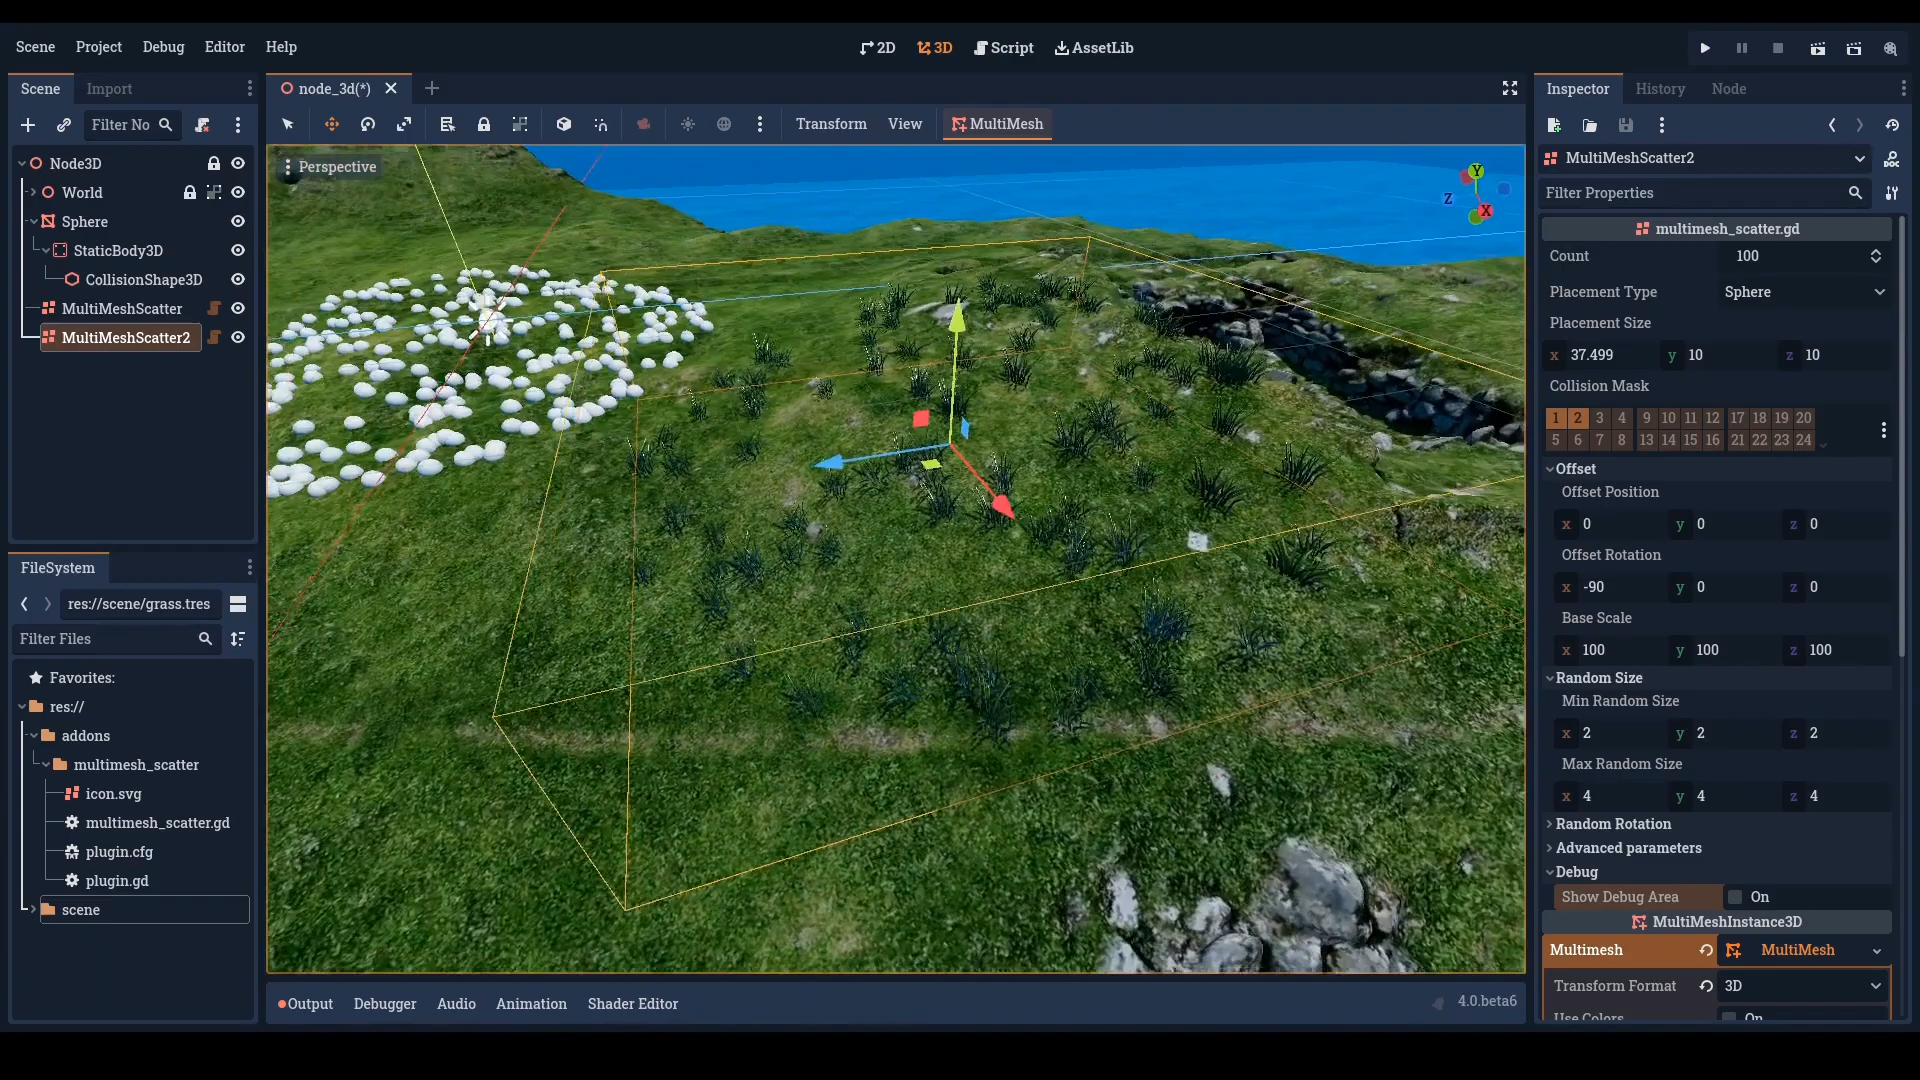 Scene Project Debug Editor Help
2D 3D Script AssetLib
Scene Import
Filter No
Node3D
World
Sphere
StaticBody3D
CollisionShape3D
MultiMeshScatter
MultiMeshScatter2
FileSystem
res://scene/grass.tres
Filter Files
Favorites:
res://
addons
multimesh_scatter
icon.svg
multimesh_scatter.gd
plugin.cfg
plugin.gd
scene
node_3d(*)
Transform View MultiMesh
Perspective
Y
Z
X
Output Debugger Audio Animation Shader Editor
4.0.beta6
Inspector History Node
MultiMeshScatter2
Filter Properties
multimesh_scatter.gd
Count 100
Placement Type Sphere
Placement Size
x 37.499 y 10 z 10
Collision Mask
1 2 3 4 9 10 11 12 17 18 19 20
5 6 7 8 13 14 15 16 21 22 23 24
Offset
Offset Position
x 0 y 0 z 0
Offset Rotation
x -90 y 0 z 0
Base Scale
x 100 y 100 z 100
Random Size
Min Random Size
x 2 y 2 z 2
Max Random Size
x 4 y 4 z 4
Random Rotation
Advanced parameters
Debug
Show Debug Area On
MultiMeshInstance3D
Multimesh MultiMesh
Transform Format 3D
Use Colors On